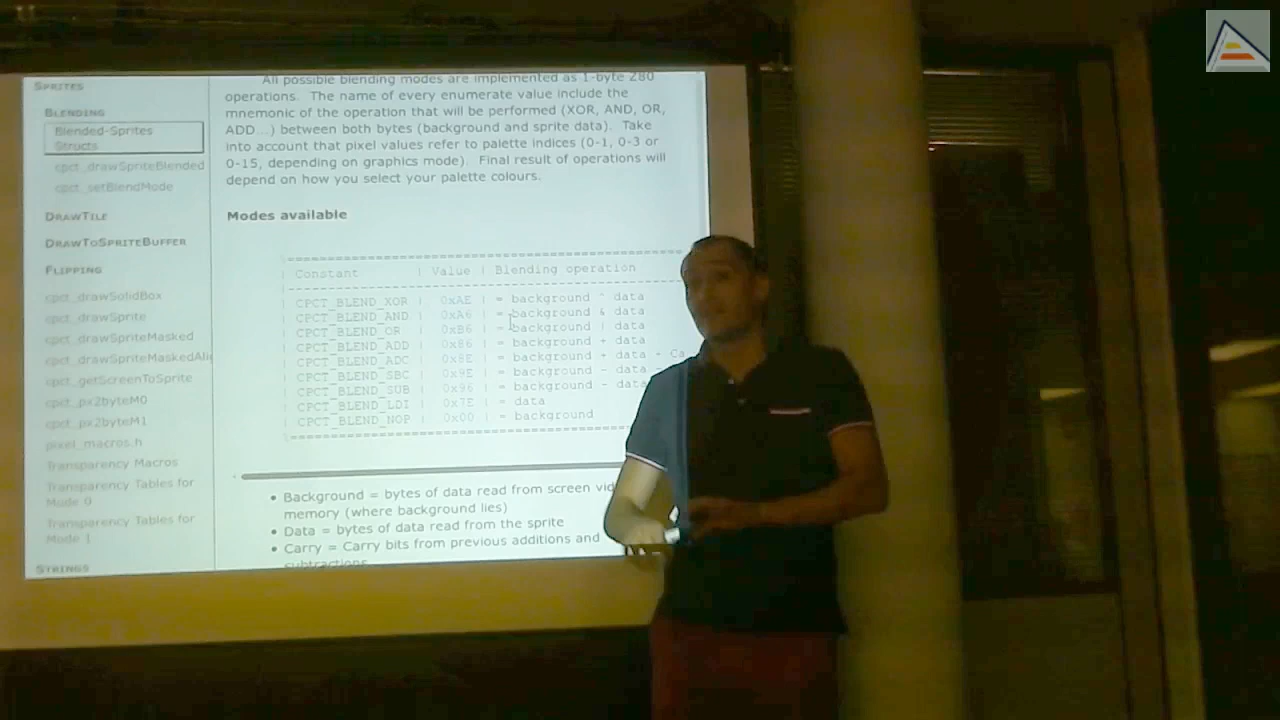 SPRITES
BLENDING
Blended-Sprites
Structs
cpct_drawSpriteBlended
cpct_setBlendMode
DRAWTILE
DRAWTOSPRITEBUFFER
FLIPPING
cpct_drawSolidBox
cpct_drawSprite
cpct_drawSpriteMasked
cpct_drawSpriteMaskedAli
cpct_getScreenToSprite
cpct_px2byteM0
cpct_px2byteM1
pixel_macros.h
Transparency Macros
Transparency Tables for
Mode 0
Transparency Tables for
Mode 1
STRINGS
All possible blending modes are implemented as 1-byte Z80
operations. The name of every enumerate value include the
mnemonic of the operation that will be performed (XOR, AND, OR,
ADD...) between both bytes (background and sprite data). Take
into account that pixel values refer to palette indices (0-1, 0-3 or
0-15, depending on graphics mode). Final result of operations will
depend on how you select your palette colours.
Modes available
| Constant | Value | Blending operation
| CPCT_BLEND_XOR | 0xAE | = background ^ data
| CPCT_BLEND_AND | 0xA6 | = background & data
| CPCT_BLEND_OR | 0xB6 | = background | data
| CPCT_BLEND_ADD | 0x86 | = background + data
| CPCT_BLEND_ADC | 0x8E | = background + data + Ca
| CPCT_BLEND_SBC | 0x9E | = background - data -
| CPCT_BLEND_SUB | 0x96 | = background - data
| CPCT_BLEND_LDI | 0x7E | = data
| CPCT_BLEND_NOP | 0x00 | = background
• Background = bytes of data read from screen vid
memory (where background lies)
• Data = bytes of data read from the sprite
• Carry = Carry bits from previous additions and
subtractions